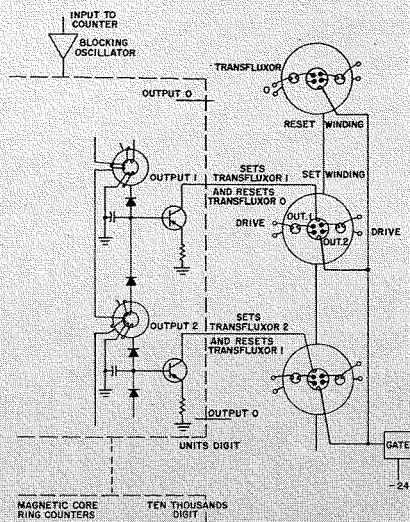 INPUT TO
COUNTER
BLOCKING
OSCILLATOR
TRANSFLUXOR
OUTPUT 0
0
RESET WINDING
OUTPUT 1
SETS
TRANSFLUXOR 1
SET WINDING
AND RESETS
TRANSFLUXOR 0
DRIVE
OUT.1
OUT.2
DRIVE
OUTPUT 2
SETS
TRANSFLUXOR 2
AND RESETS
TRANSFLUXOR 1
OUTPUT 0
UNITS DIGIT
GATE
-24
MAGNETIC CORE
RING COUNTERS
TEN THOUSANDS
DIGIT